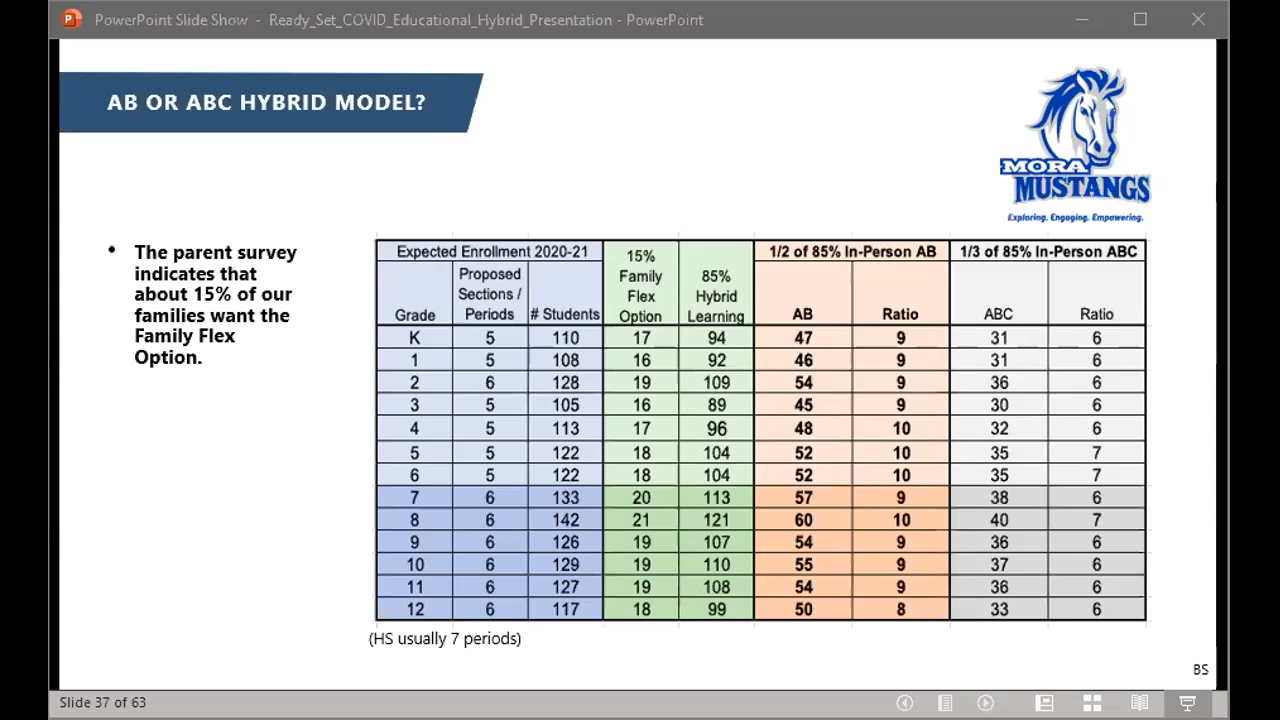 PowerPoint Slide Show - Ready_Set_COVID_Educational_Hybrid_Presentation - PowerPoint
AB OR ABC HYBRID MODEL?
MORA
MUSTANGS
Exploring. Engaging. Empowering.
• The parent survey
indicates that
about 15% of our
families want the
Family Flex
Option.
Expected Enrollment 2020-21 15% Family Flex Option 85% Hybrid Learning 1/2 of 85% In-Person AB 1/3 of 85% In-Person ABC
Grade Proposed Sections / Periods # Students AB Ratio ABC Ratio
K 5 110 17 94 47 9 31 6
1 5 108 16 92 46 9 31 6
2 6 128 19 109 54 9 36 6
3 5 105 16 89 45 9 30 6
4 5 113 17 96 48 10 32 6
5 5 122 18 104 52 10 35 7
6 5 122 18 104 52 10 35 7
7 6 133 20 113 57 9 38 6
8 6 142 21 121 60 10 40 7
9 6 126 19 107 54 9 36 6
10 6 129 19 110 55 9 37 6
11 6 127 19 108 54 9 36 6
12 6 117 18 99 50 8 33 6
(HS usually 7 periods)
BS
Slide 37 of 63